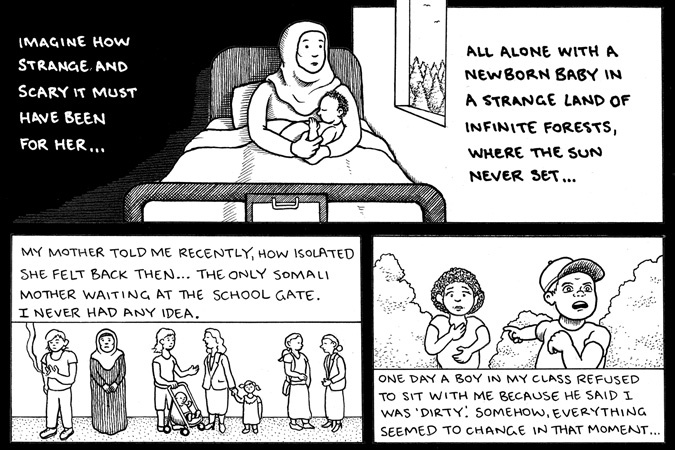 IMAGINE HOW
STRANGE AND
SCARY IT MUST
HAVE BEEN
FOR HER...
ALL ALONE WITH A
NEWBORN BABY IN
A STRANGE LAND OF
INFINITE FORESTS,
WHERE THE SUN
NEVER SET...
MY MOTHER TOLD ME RECENTLY, HOW ISOLATED
SHE FELT BACK THEN... THE ONLY SOMALI
MOTHER WAITING AT THE SCHOOL GATE.
I NEVER HAD ANY IDEA.
ONE DAY A BOY IN MY CLASS REFUSED
TO SIT WITH ME BECAUSE HE SAID I
WAS 'DIRTY'. SOMEHOW, EVERYTHING
SEEMED TO CHANGE IN THAT MOMENT...